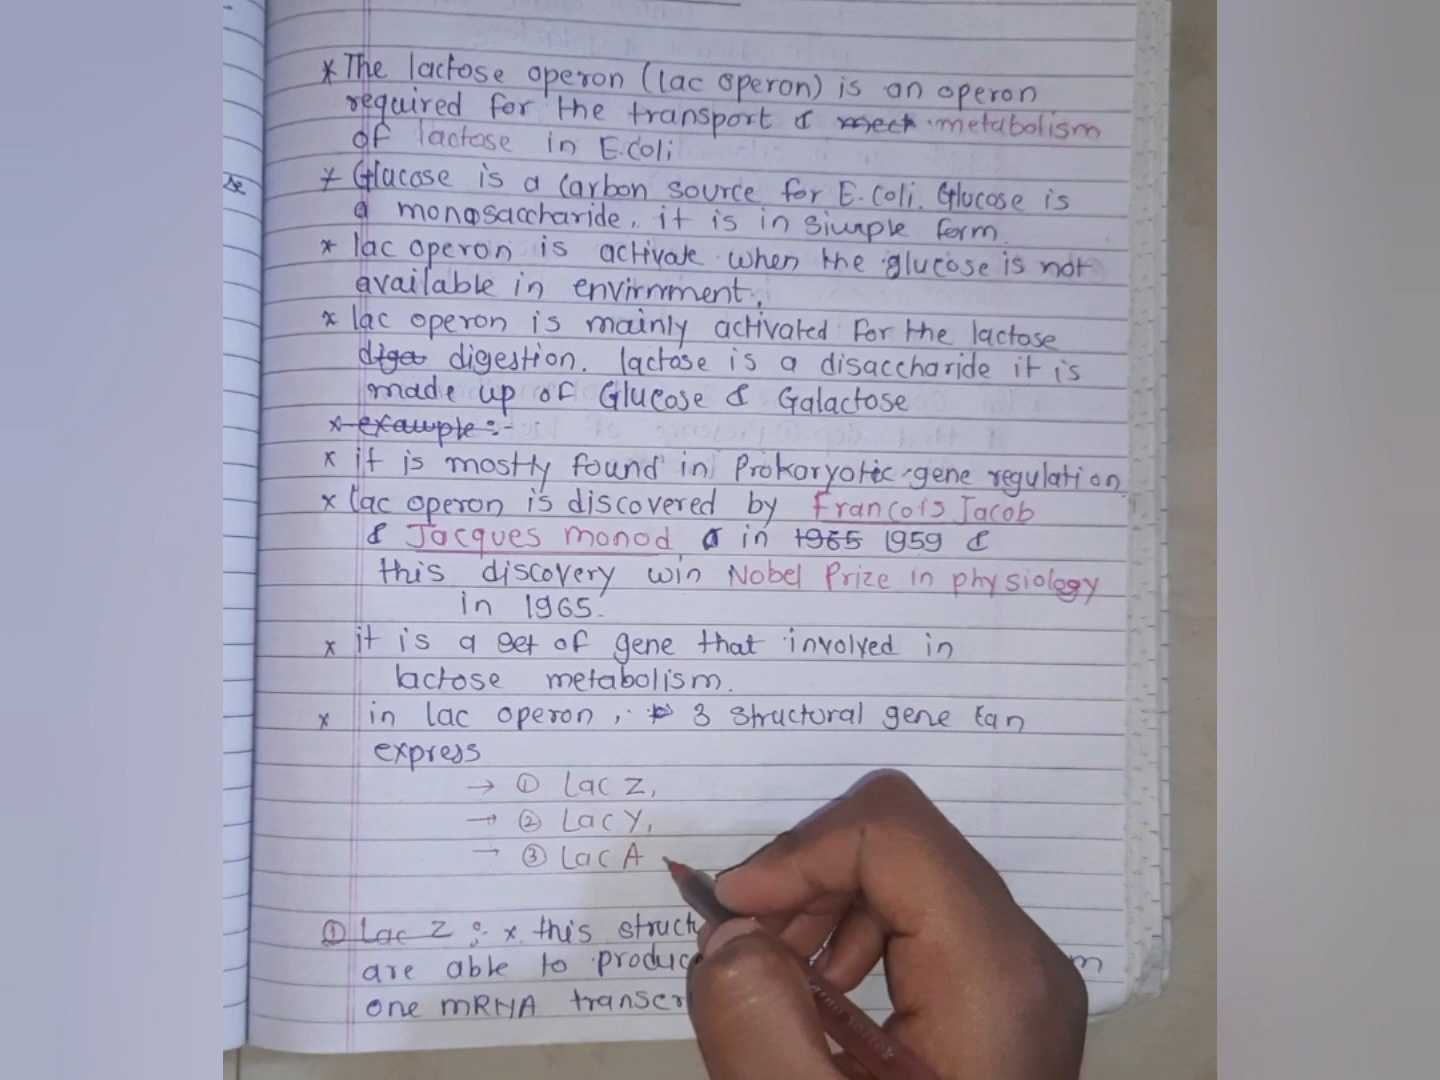 * The lactose operon (lac operon) is an operon
required for the transport & meet metabolism
of lactose in E.coli
* Glucose is a Carbon source for E.coli. Glucose is
a monosaccharide. it is in simple form.
* lac operon is activate when the glucose is not
available in envirnment.
* lac operon is mainly activated for the lactose
diget digestion. lactose is a disaccharide it is
made up of Glucose & Galactose
* example :-
* it is mostly found in Prokaryotic gene regulation
* lac operon is discovered by Francois Jacob
& Jacques monod & in 1965 1959 &
this discovery win Nobel Prize in physiology
in 1965.
* it is a set of gene that involved in
lactose metabolism.
* in lac operon, 3 structural gene can
express
→ ① Lac Z,
→ ② Lac Y,
→ ③ Lac A
① Lac Z :- * this struct
are able to produc m
one mRNA transcr